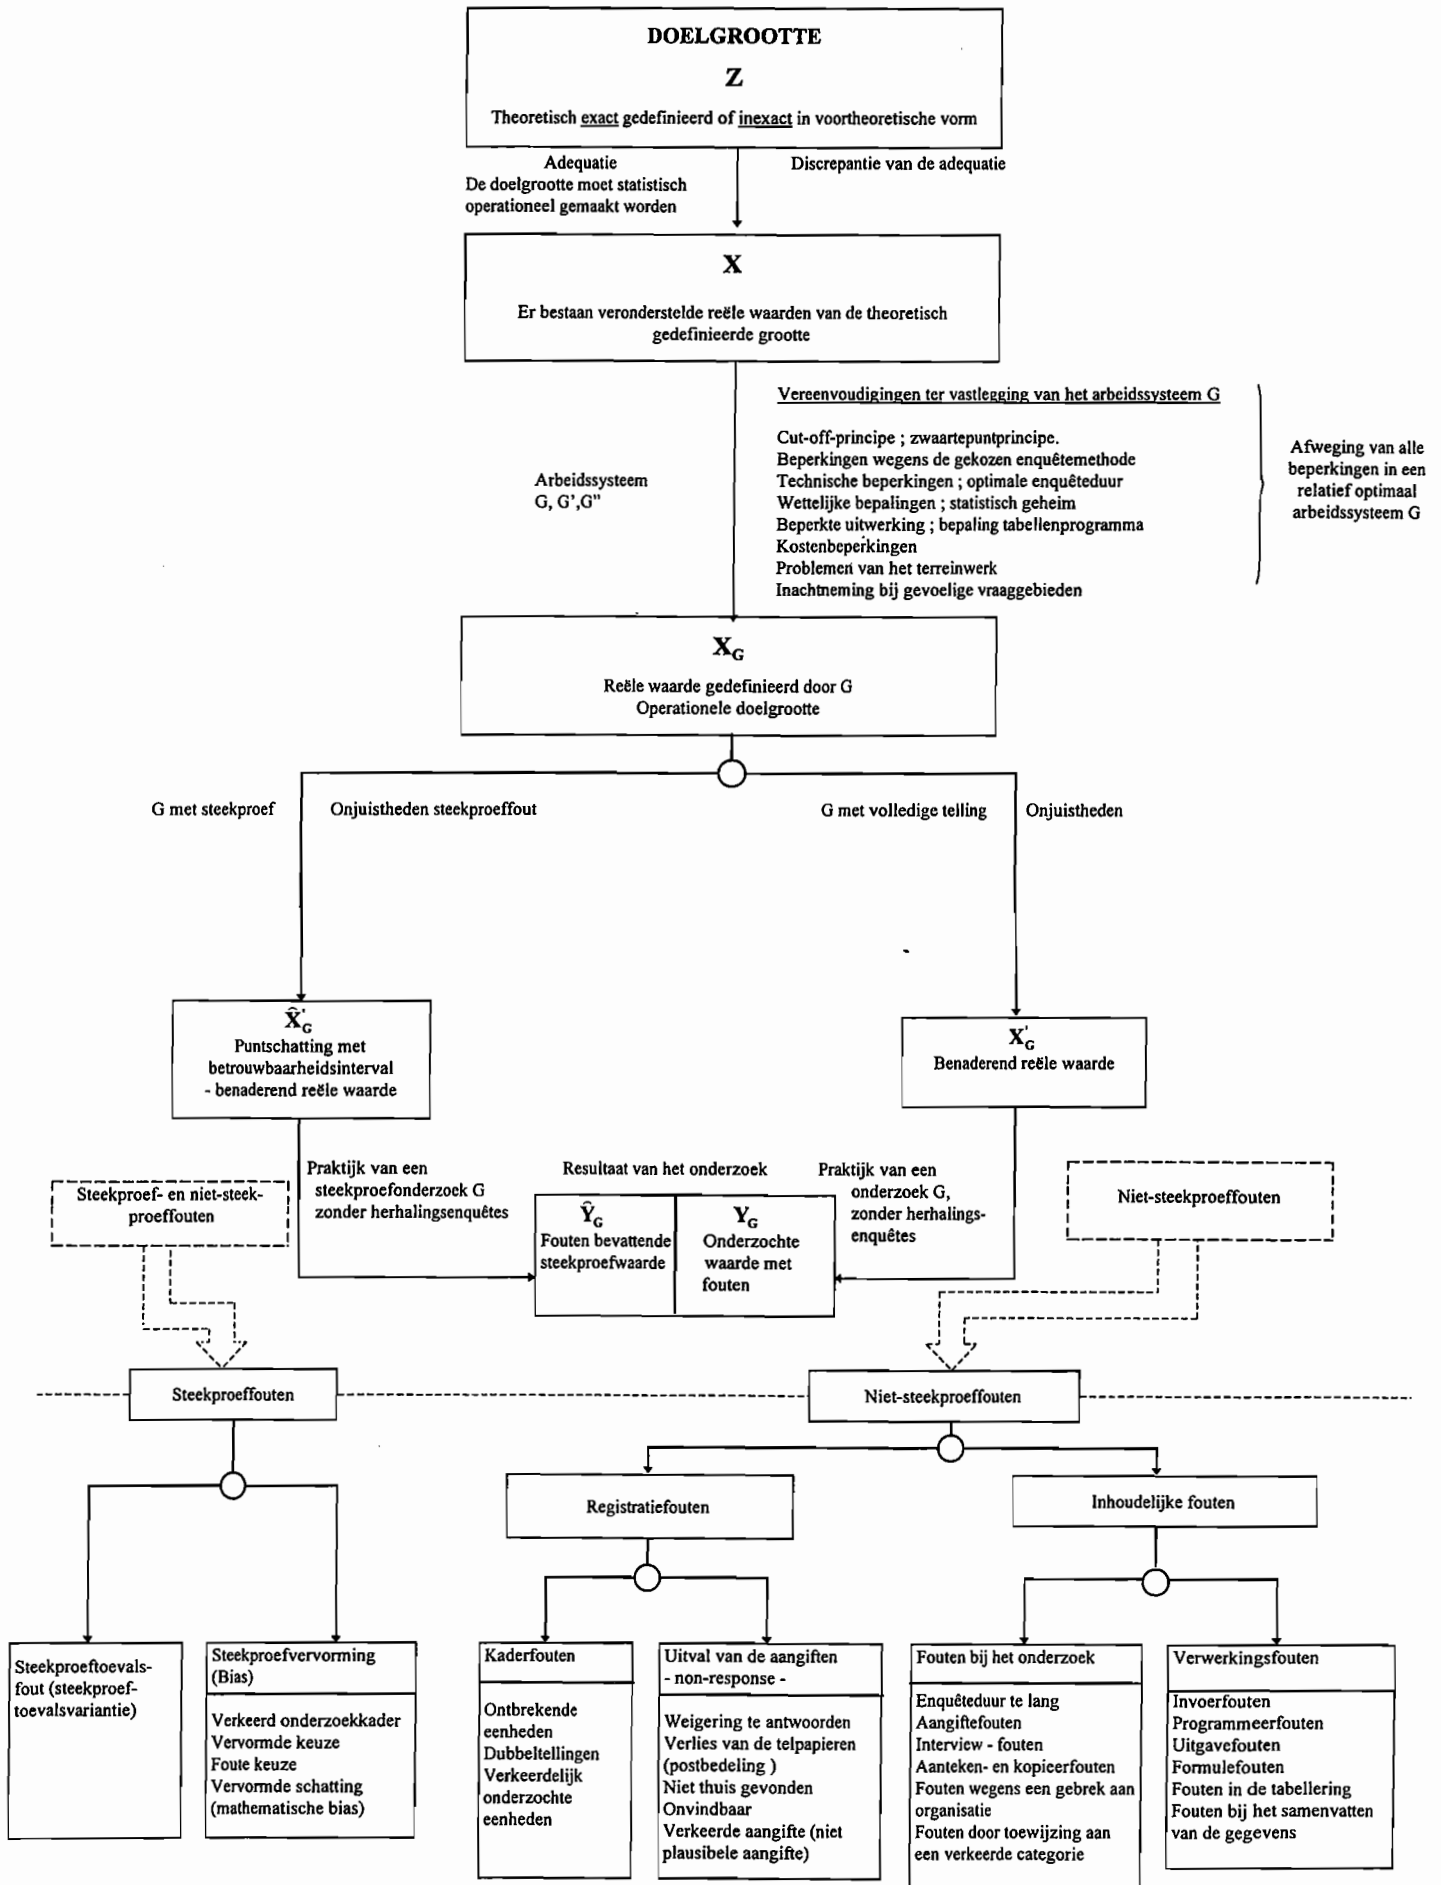 DOELGROOTTE
Z
Theoretisch exact gedefinieerd of inexact in voortheoretische vorm
Adequatie
De doelgrootte moet statistisch
operationeel gemaakt worden
Discrepantie van de adequatie
X
Er bestaan veronderstelde reële waarden van de theoretisch
gedefinieerde grootte
Arbeidssysteem
G, G',G"
Vereenvoudigingen ter vastlegging van het arbeidssysteem G
Cut-off-principe ; zwaartepuntprincipe.
Beperkingen wegens de gekozen enquêtemethode
Technische beperkingen ; optimale enquêteduur
Wettelijke bepalingen ; statistisch geheim
Beperkte uitwerking ; bepaling tabellenprogramma
Kostenbeperkingen
Problemen van het terreinwerk
Inachtneming bij gevoelige vraaggebieden
Afweging van alle
beperkingen in een
relatief optimaal
arbeidssysteem G
X_G
Reële waarde gedefinieerd door G
Operationele doelgrootte
G met steekproef
Onjuistheden steekproeffout
G met volledige telling
Onjuistheden
X̂'_G
Puntschatting met
betrouwbaarheidsinterval
- benaderend reële waarde
X'_G
Benaderend reële waarde
Steekproef- en niet-steek-
proeffouten
Praktijk van een
steekproefonderzoek G
zonder herhalingsenquêtes
Resultaat van het onderzoek
Ŷ_G
Fouten bevattende
steekproefwaarde
Y_G
Onderzochte
waarde met
fouten
Praktijk van een
onderzoek G,
zonder herhalings-
enquêtes
Niet-steekproeffouten
Steekproeffouten
Niet-steekproeffouten
Registratiefouten
Inhoudelijke fouten
Steekproeftoevals-
fout (steekproef-
toevalsvariantie)
Steekproefvervorming
(Bias)
Verkeerd onderzoekkader
Vervormde keuze
Foute keuze
Vervormde schatting
(mathematische bias)
Kaderfouten
Ontbrekende
eenheden
Dubbeltellingen
Verkeerdelijk
onderzochte
eenheden
Uitval van de aangiften
- non-response -
Weigering te antwoorden
Verlies van de telpapieren
(postbedeling )
Niet thuis gevonden
Onvindbaar
Verkeerde aangifte (niet
plausibele aangifte)
Fouten bij het onderzoek
Enquêteduur te lang
Aangiftefouten
Interview - fouten
Aanteken- en kopieerfouten
Fouten wegens een gebrek aan
organisatie
Fouten door toewijzing aan
een verkeerde categorie
Verwerkingsfouten
Invoerfouten
Programmeerfouten
Uitgavefouten
Formulefouten
Fouten in de tabellering
Fouten bij het samenvatten
van de gegevens